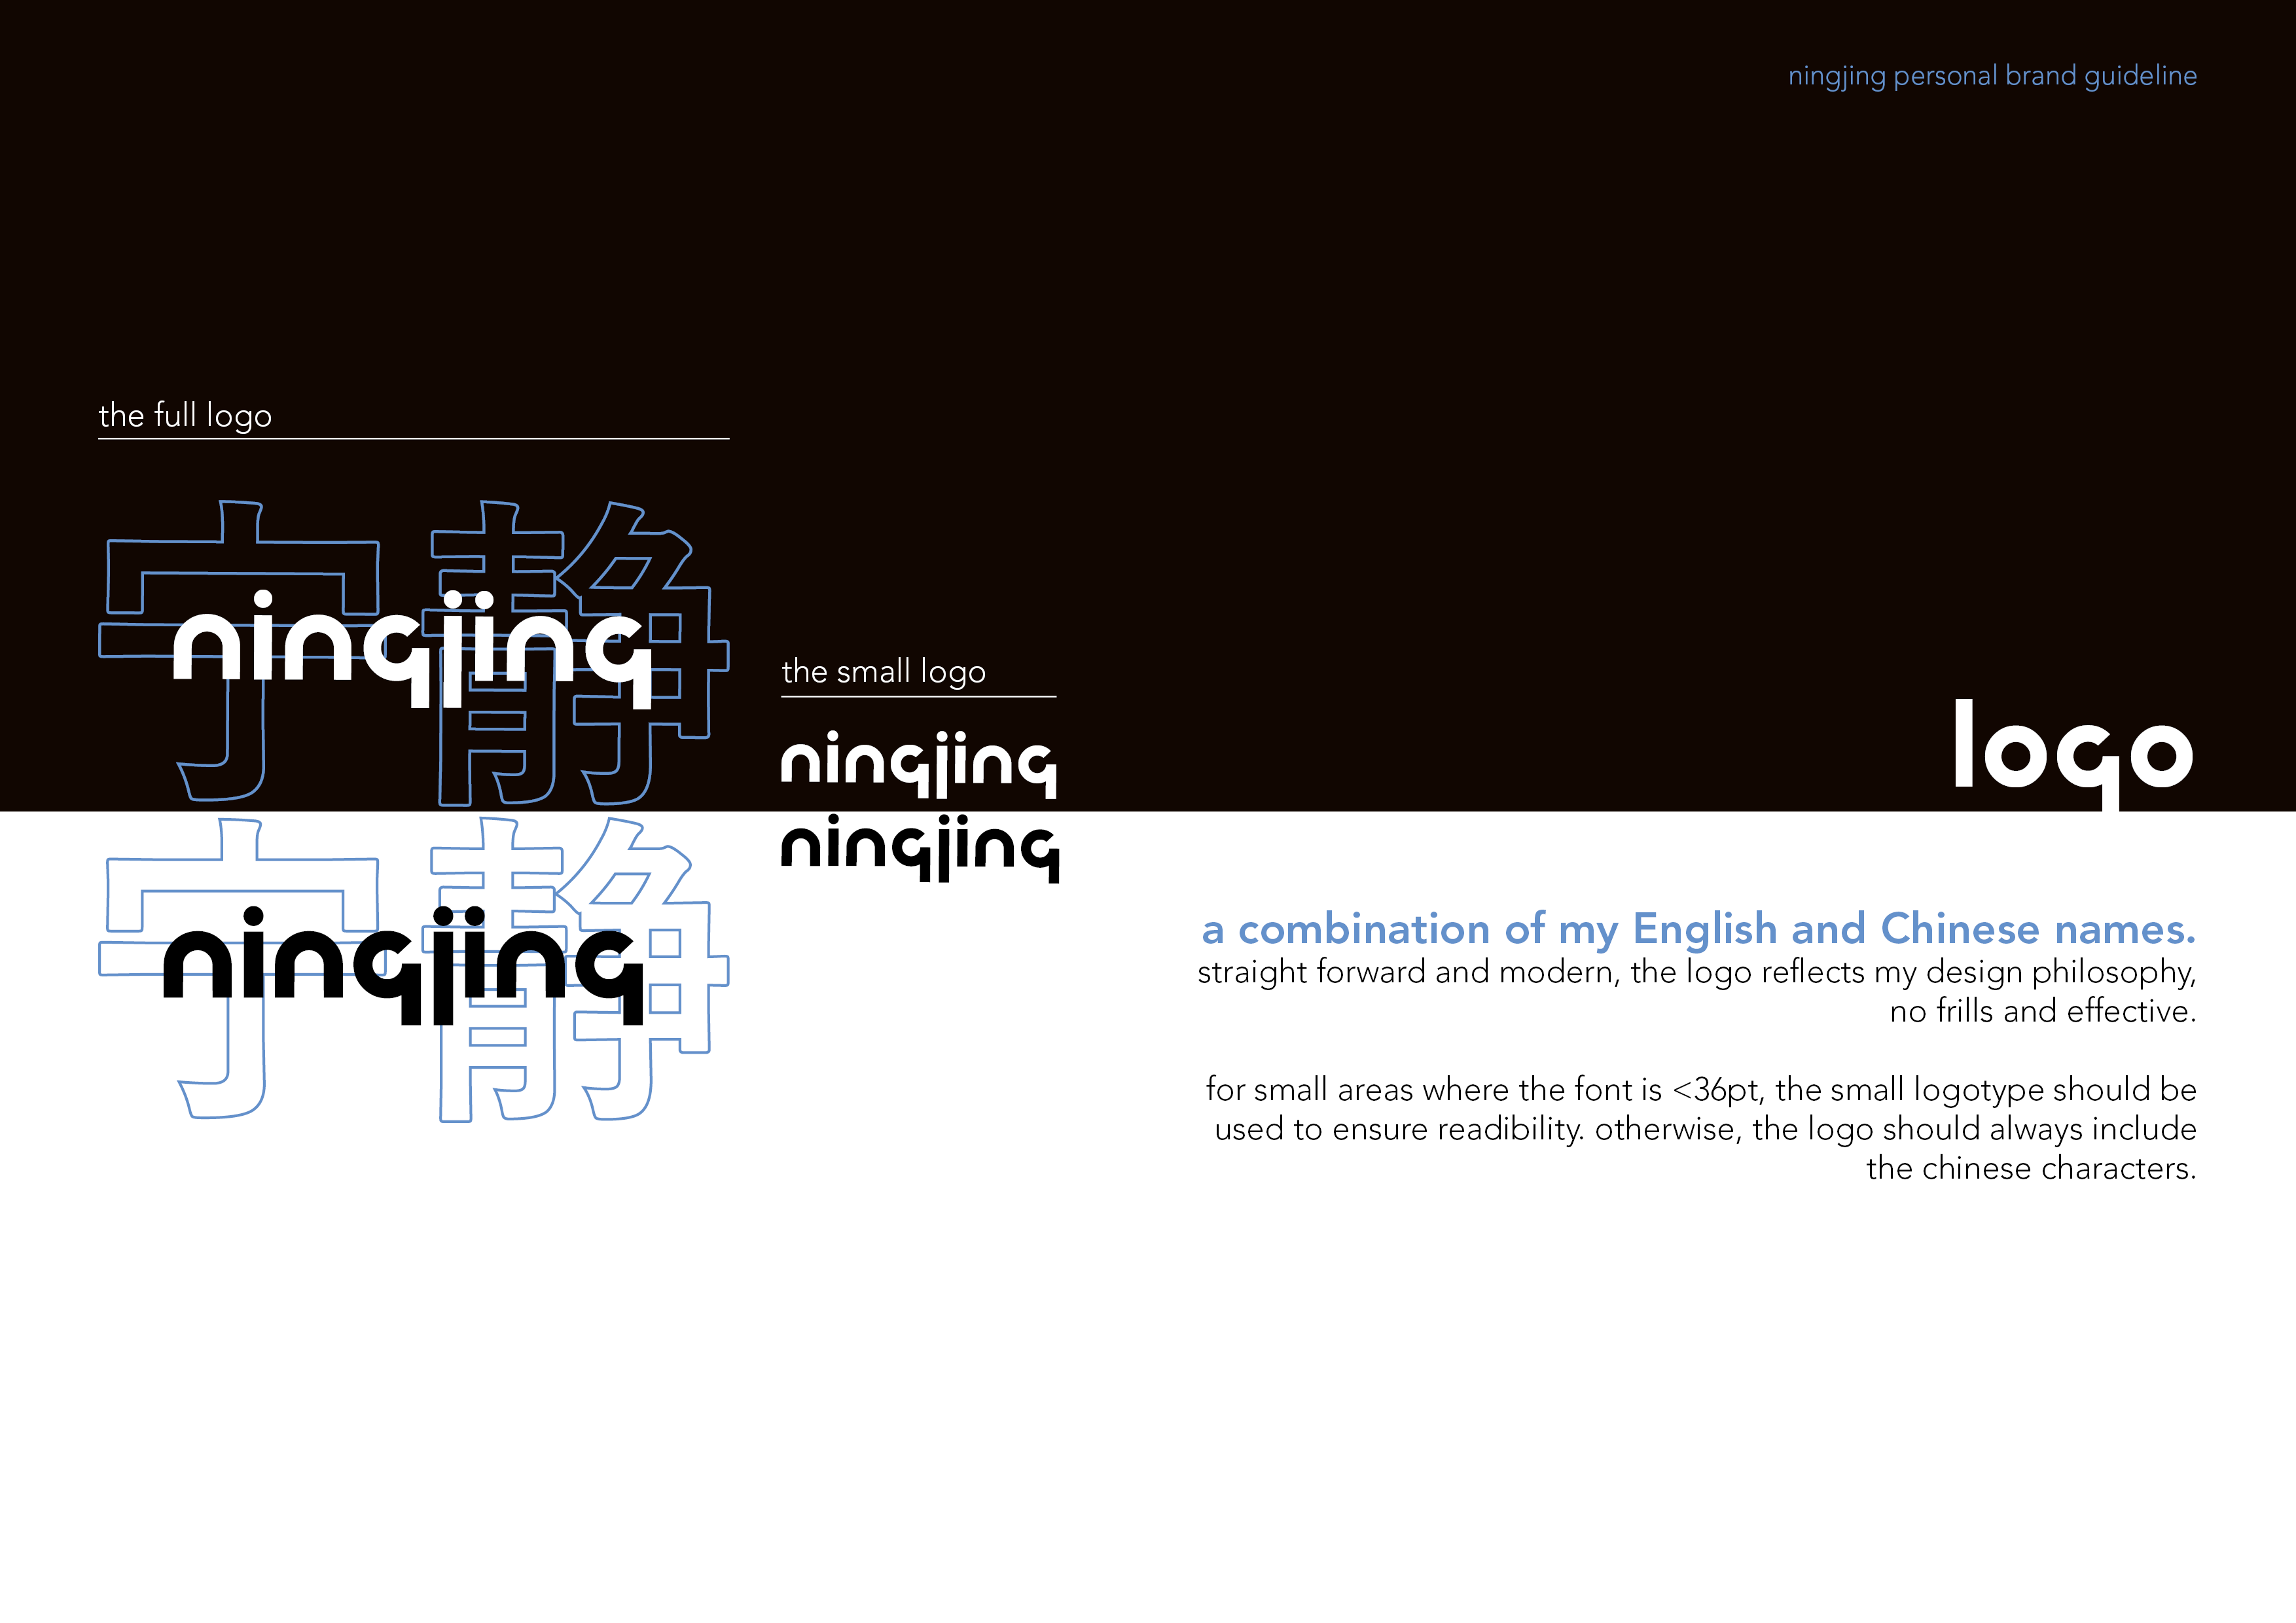 ningjing personal brand guideline
the full logo
宁静
ningjing
the small logo
ningjing
logo
宁静
ningjing
ningjing
a combination of my English and Chinese names.
straight forward and modern, the logo reflects my design philosophy,
no frills and effective.
for small areas where the font is <36pt, the small logotype should be
used to ensure readibility. otherwise, the logo should always include
the chinese characters.